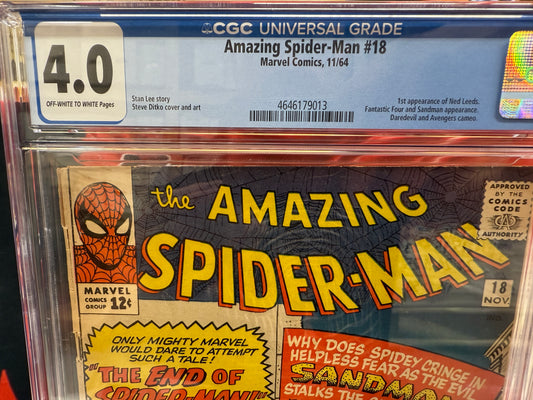 CGC UNIVERSAL GRADE
4.0
OFF-WHITE TO WHITE Pages
Amazing Spider-Man #18
Marvel Comics, 11/64
Stan Lee story
Steve Ditko cover and art
4646179013
1st appearance of Ned Leeds.
Fantastic Four and Sandman appearance.
Daredevil and Avengers cameo.
the AMAZING
SPIDER-MAN
APPROVED
BY THE
COMICS
CODE
AUTHORITY
MARVEL
COMICS
GROUP 12¢
18
NOV.
ONLY MIGHTY MARVEL
WOULD DARE TO ATTEMPT
SUCH A TALE!
"THE END OF
SPIDER-MAN!"
WHY DOES SPIDEY CRINGE IN
HELPLESS FEAR AS THE EVIL
SANDMAN
STALKS THE